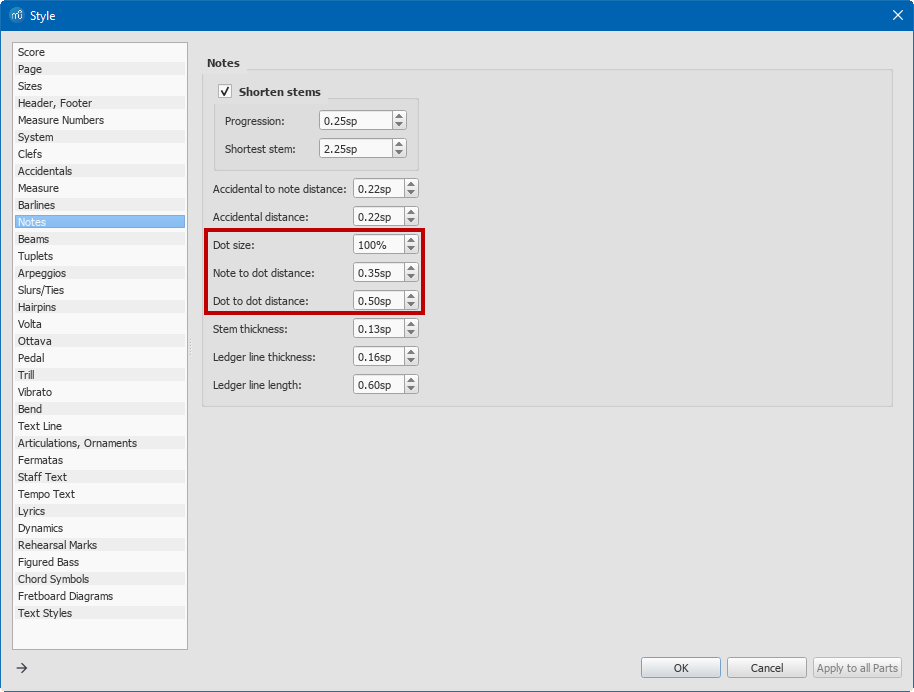 Style
Score
Page
Sizes
Header, Footer
Measure Numbers
System
Clefs
Accidentals
Measure
Barlines
Notes
Beams
Tuplets
Arpeggios
Slurs/Ties
Hairpins
Volta
Ottava
Pedal
Trill
Vibrato
Bend
Text Line
Articulations, Ornaments
Fermatas
Staff Text
Tempo Text
Lyrics
Dynamics
Rehearsal Marks
Figured Bass
Chord Symbols
Fretboard Diagrams
Text Styles
Notes
Shorten stems
Progression: 0.25sp
Shortest stem: 2.25sp
Accidental to note distance: 0.22sp
Accidental distance: 0.22sp
Dot size: 100%
Note to dot distance: 0.35sp
Dot to dot distance: 0.50sp
Stem thickness: 0.13sp
Ledger line thickness: 0.16sp
Ledger line length: 0.60sp
OK Cancel Apply to all Parts